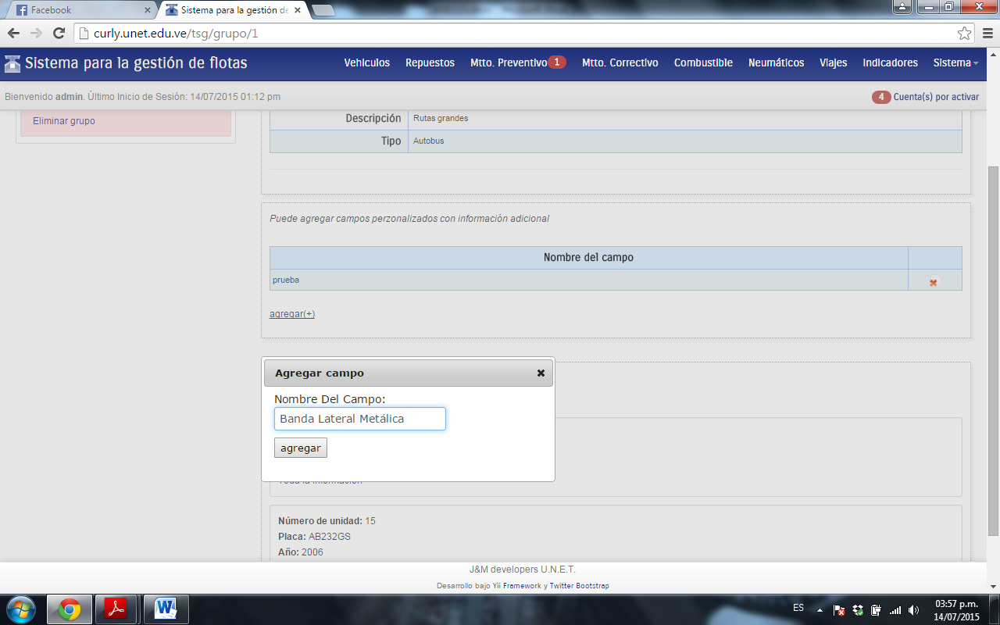 Facebook
Sistema para la gestión de
curly.unet.edu.ve/tsg/grupo/1
Sistema para la gestión de flotas
Vehiculos Repuestos Mtto. Preventivo 1 Mtto. Correctivo Combustible Neumáticos Viajes Indicadores Sistema
Bienvenido admin. Último Inicio de Sesión: 14/07/2015 01:12 pm
4 Cuenta(s) por activar
Eliminar grupo
Descripción Rutas grandes
Tipo Autobus
Puede agregar campos perzonalizados con información adicional
Nombre del campo
prueba
agregar(+)
Agregar campo
Nombre Del Campo:
Banda Lateral Metálica
agregar
Toda la información
Número de unidad: 15
Placa: AB232GS
Año: 2006
J&M developers U.N.E.T.
Desarrollo bajo Yii Framework y Twitter Bootstrap
ES
03:57 p.m.
14/07/2015